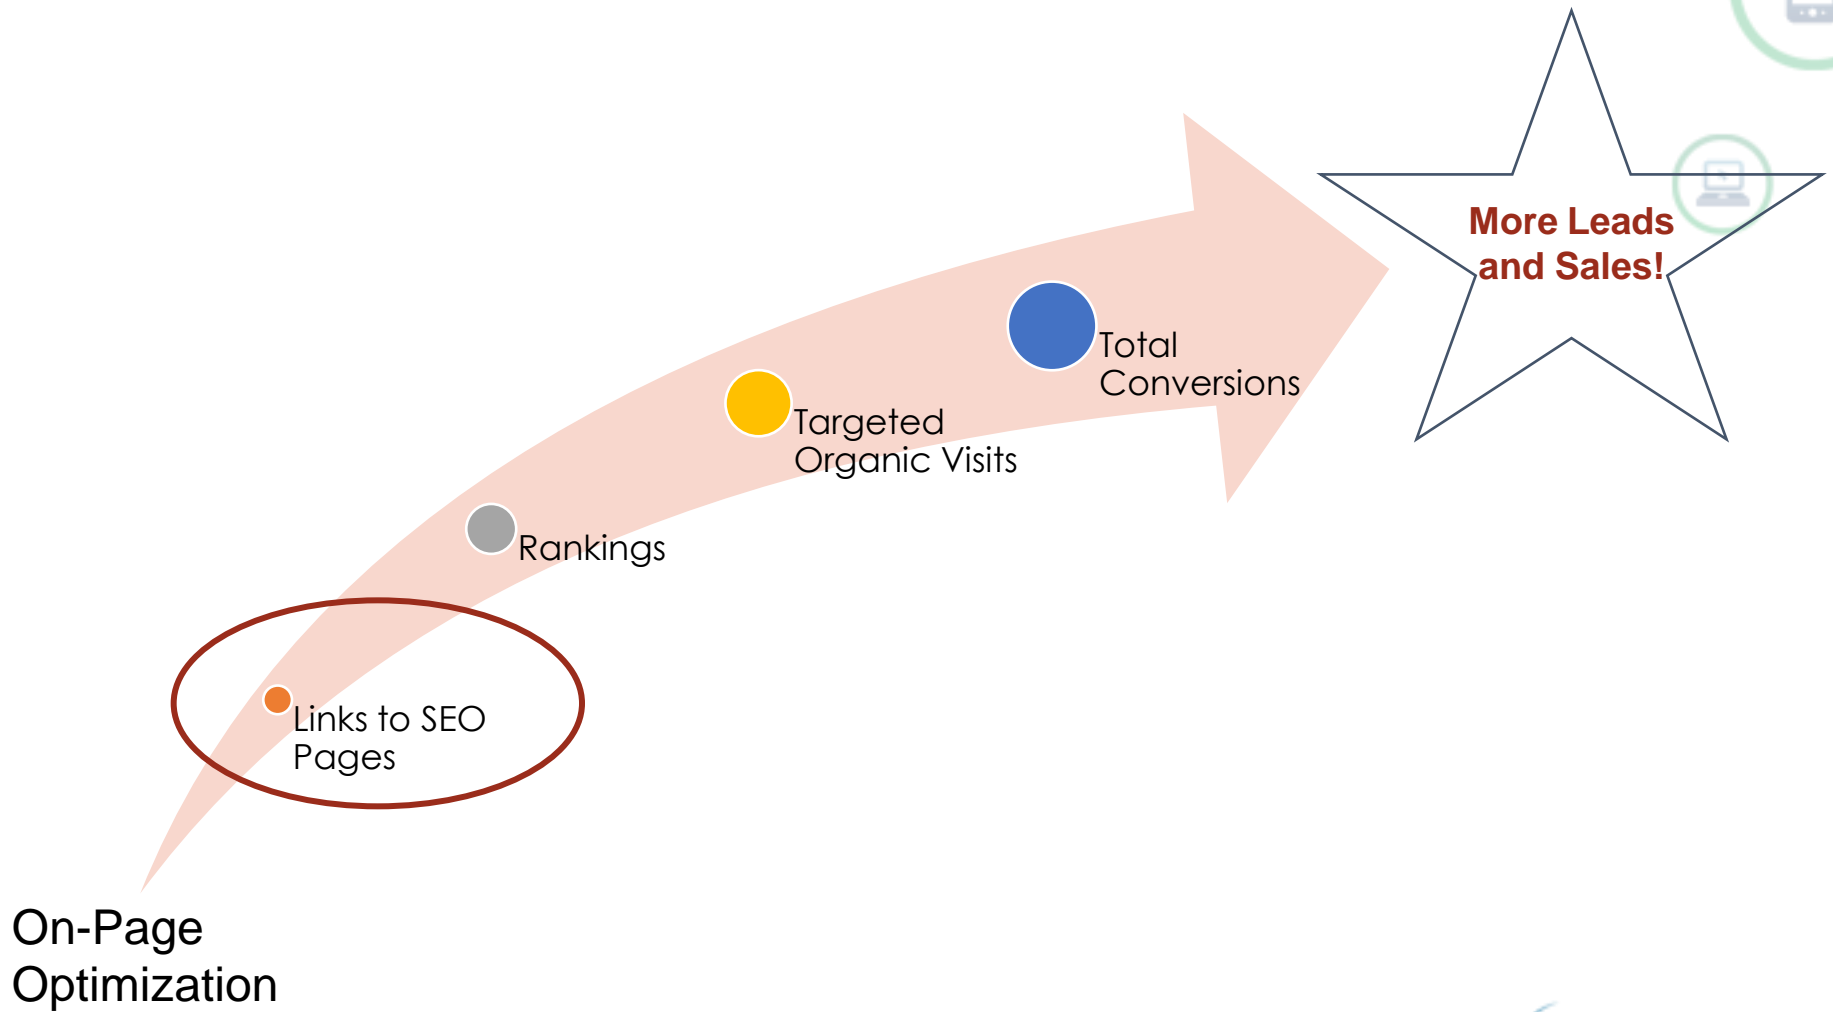 More Leads
and Sales!
Total
Conversions
Targeted
Organic Visits
Rankings
Links to SEO
Pages
On-Page
Optimization